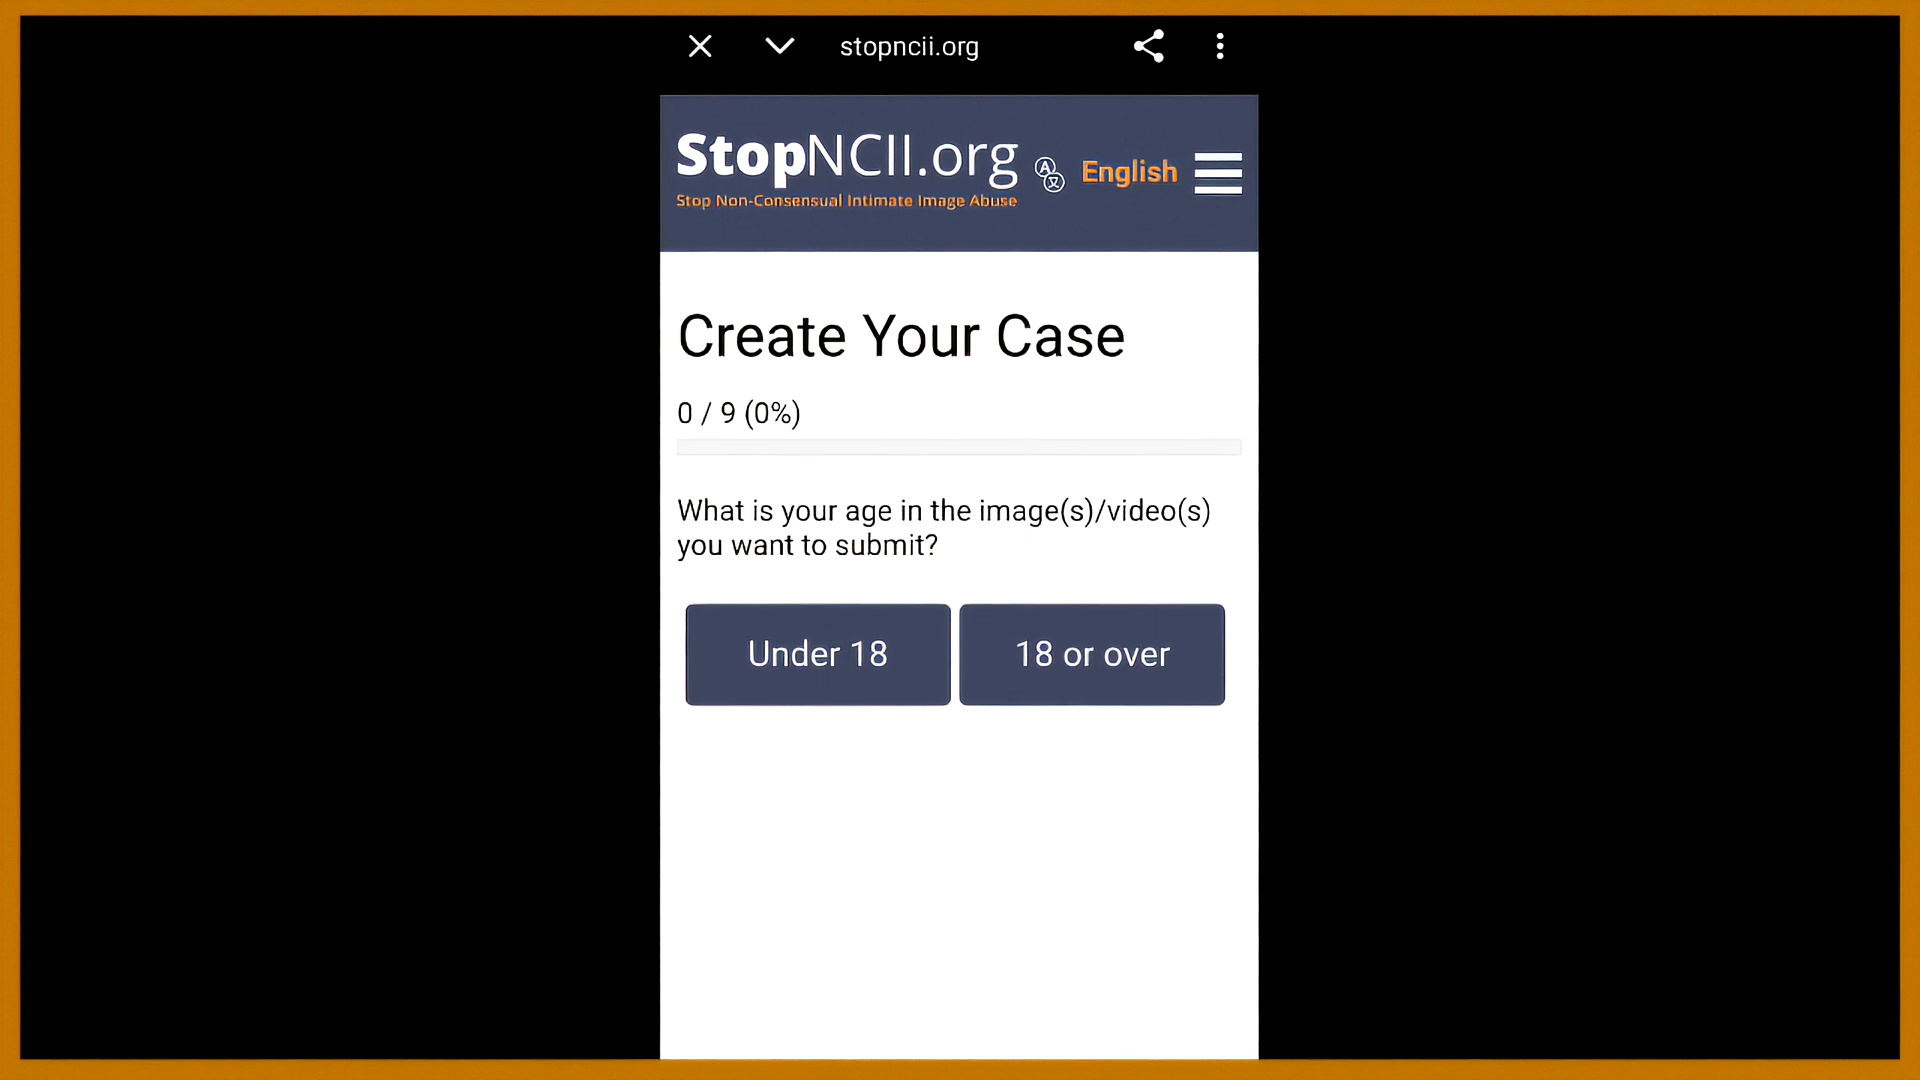 stopncii.org
StopNCII.org
Stop Non-Consensual Intimate Image Abuse
English
Create Your Case
0 / 9 (0%)
What is your age in the image(s)/video(s)
you want to submit?
Under 18
18 or over